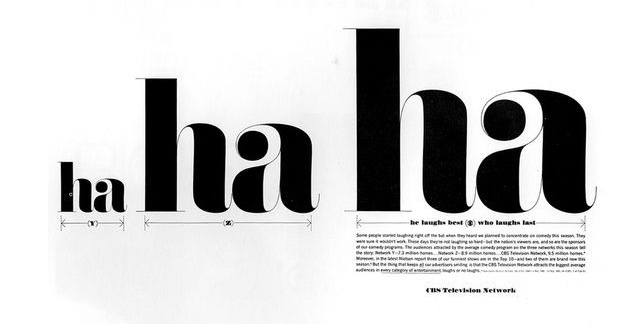 ha ha ha
(Y) (Z) he laughs best ($) who laughs last
Some people started laughing right off the bat when they heard we planned to concentrate on comedy this season. They
were sure it wouldn't work. These days they're not laughing so hard—but the nation's viewers are, and so are the sponsors
of our comedy programs. The average audiences of the comedy programs on the three networks this season tell
the story: Network Y—7.3 million homes... Network Z—8.9 million homes... CBS Television Network, 9.5 million homes.*
Moreover, in the latest Nielsen report three of our funniest shows are in the Top 10—and two of them are brand new this
season. But the thing that keeps all our advertisers smiling is that the CBS Television Network attracts the biggest average
audiences in every category of entertainment, laughs or no laughs.
CBS Television Network